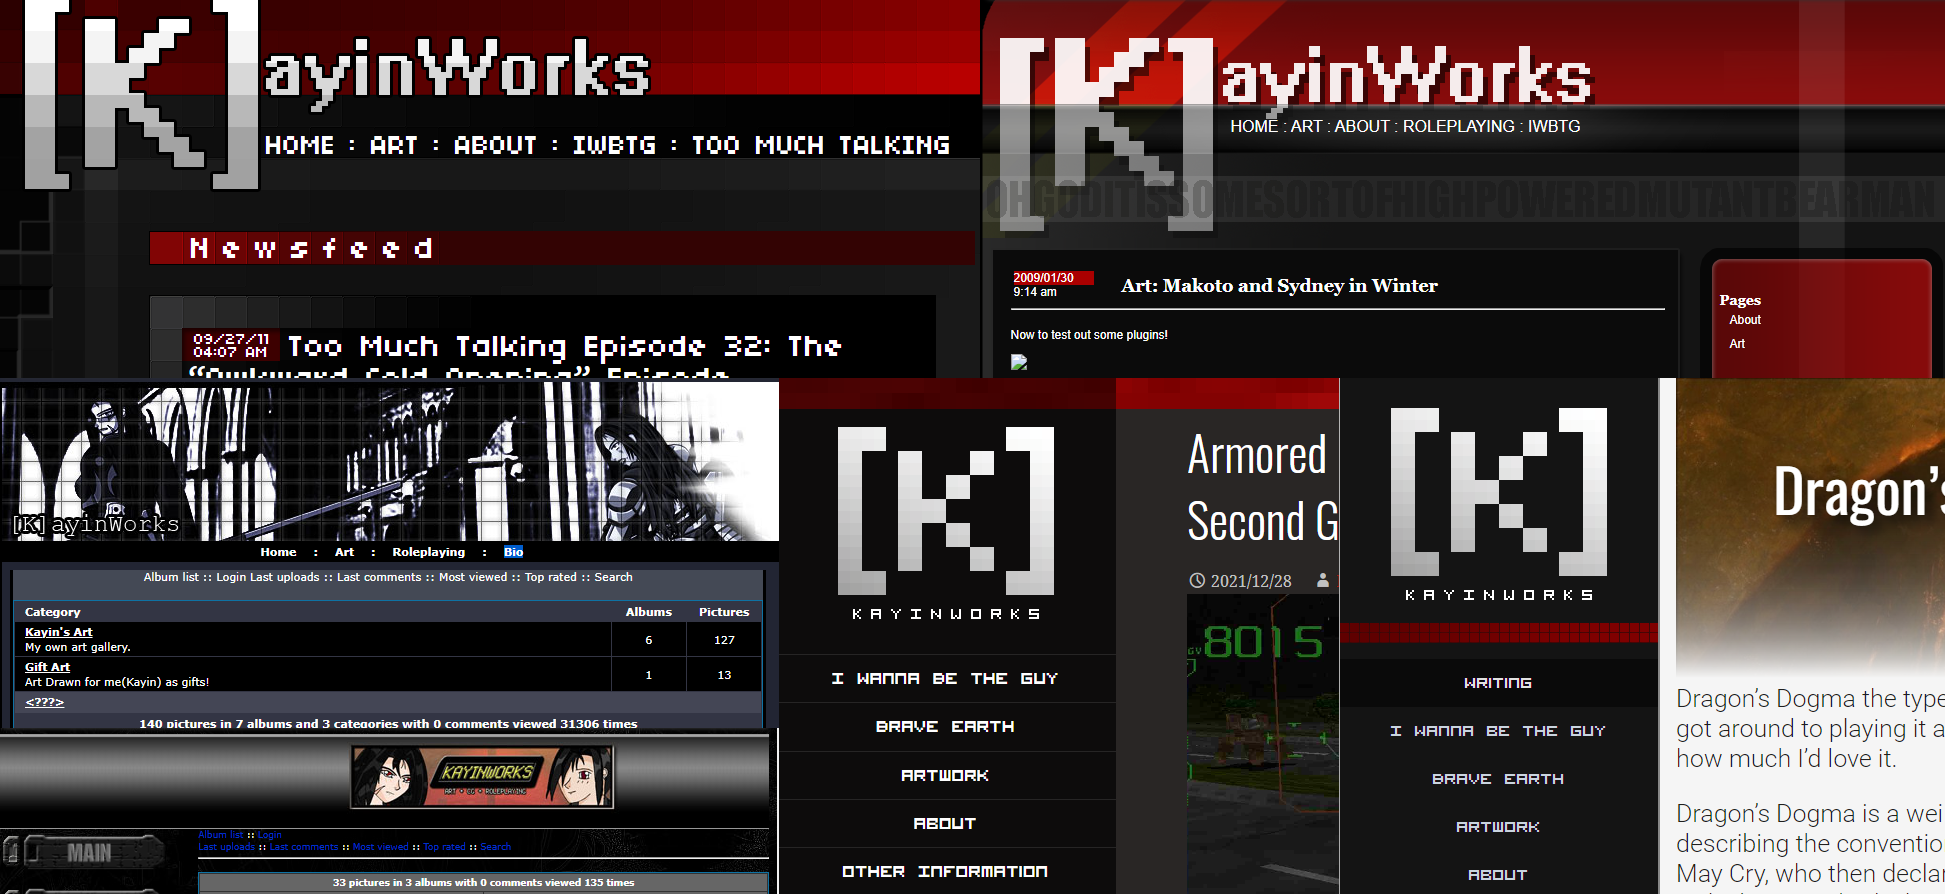 [K]ayinWorks
HOME : ART : ABOUT : IWBTG : TOO MUCH TALKING
Newsfeed
09/27/11
04:07 AM
Too Much Talking Episode 32: The
“Awkward Cold Opening” Episode
[K]ayinWorks
HOME : ART : ABOUT : ROLEPLAYING : IWBTG
OHGODITISSOMESORTOFHIGHPOWEREDMUTANTBEARMAN
2009/01/30
9:14 am
Art: Makoto and Sydney in Winter
Now to test out some plugins!
Pages
About
Art
[K]ayinWorks
Home : Art : Roleplaying : Bio
Album list :: Login Last uploads :: Last comments :: Most viewed :: Top rated :: Search
Category Albums Pictures
Kayin's Art
My own art gallery.
6 127
Gift Art
Art Drawn for me(Kayin) as gifts!
1 13
<???>
140 pictures in 7 albums and 3 categories with 0 comments viewed 31306 times
KAYINWORKS
ART • CG • ROLEPLAYING
MAIN
Album list :: Login
Last uploads :: Last comments :: Most viewed :: Top rated :: Search
33 pictures in 3 albums with 0 comments viewed 135 times
[K]
KAYINWORKS
I WANNA BE THE GUY
BRAVE EARTH
ARTWORK
ABOUT
OTHER INFORMATION
Armored
Second G
2021/12/28
8015
[K]
KAYINWORKS
WRITING
I WANNA BE THE GUY
BRAVE EARTH
ARTWORK
ABOUT
Dragon’s
Dragon’s Dogma the type
got around to playing it a
how much I’d love it.
Dragon’s Dogma is a wei
describing the conventio
May Cry, who then declar